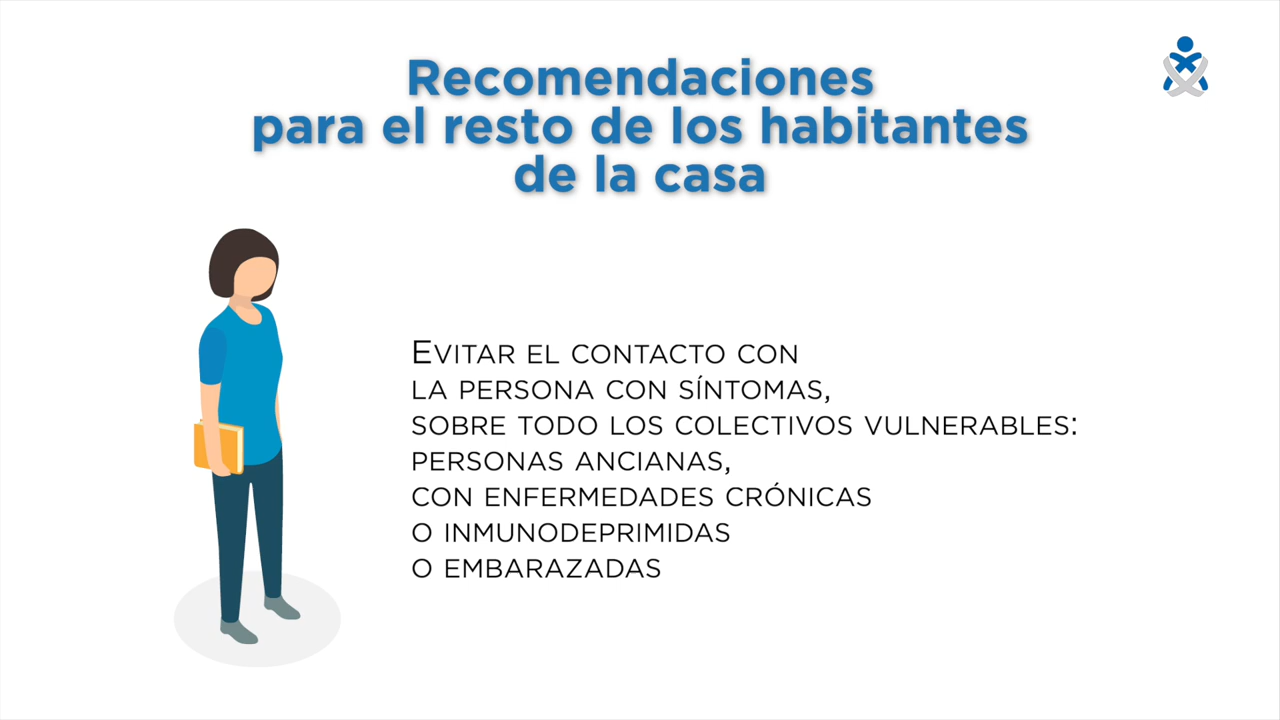 Recomendaciones
para el resto de los habitantes
de la casa
EVITAR EL CONTACTO CON
LA PERSONA CON SÍNTOMAS,
SOBRE TODO LOS COLECTIVOS VULNERABLES:
PERSONAS ANCIANAS,
CON ENFERMEDADES CRÓNICAS
O INMUNODEPRIMIDAS
O EMBARAZADAS